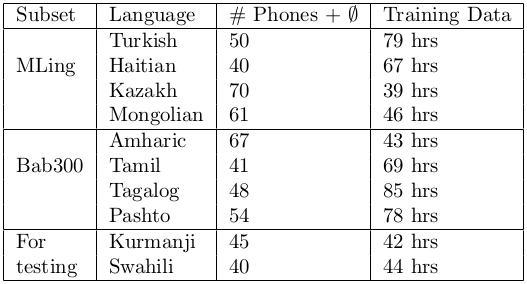 Subset Language # Phones + ∅ Training Data
Turkish 50 79 hrs
MLing Haitian 40 67 hrs
Kazakh 70 39 hrs
Mongolian 61 46 hrs
Amharic 67 43 hrs
Bab300 Tamil 41 69 hrs
Tagalog 48 85 hrs
Pashto 54 78 hrs
For Kurmanji 45 42 hrs
testing Swahili 40 44 hrs